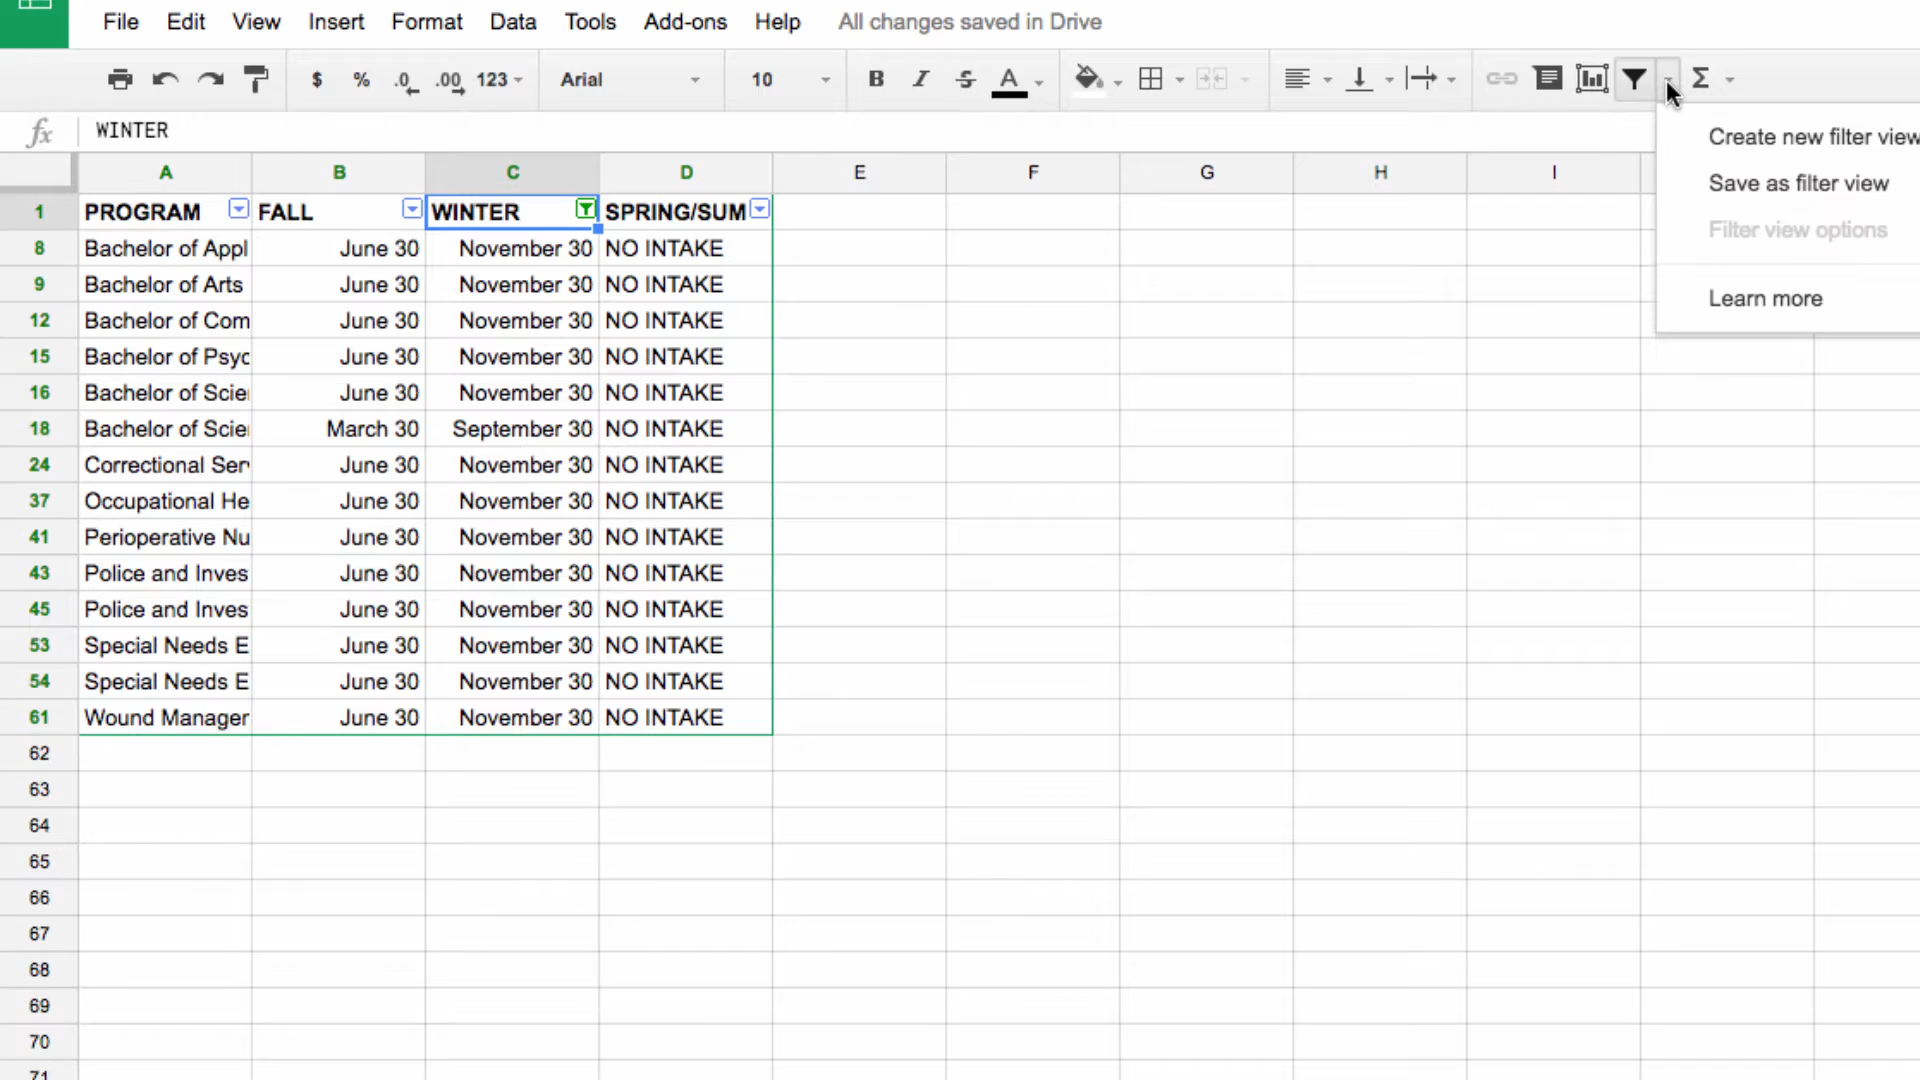 File Edit View Insert Format Data Tools Add-ons Help All changes saved in Drive
$ % .0 .00 123 Arial 10 B I S A Σ
fx WINTER
Create new filter view
Save as filter view
Filter view options
Learn more
A B C D E F G H I
1 PROGRAM FALL WINTER SPRING/SUM
8 Bachelor of Appl June 30 November 30 NO INTAKE
9 Bachelor of Arts June 30 November 30 NO INTAKE
12 Bachelor of Com June 30 November 30 NO INTAKE
15 Bachelor of Psyc June 30 November 30 NO INTAKE
16 Bachelor of Scie June 30 November 30 NO INTAKE
18 Bachelor of Scie March 30 September 30 NO INTAKE
24 Correctional Ser June 30 November 30 NO INTAKE
37 Occupational He June 30 November 30 NO INTAKE
41 Perioperative Nu June 30 November 30 NO INTAKE
43 Police and Inves June 30 November 30 NO INTAKE
45 Police and Inves June 30 November 30 NO INTAKE
53 Special Needs E June 30 November 30 NO INTAKE
54 Special Needs E June 30 November 30 NO INTAKE
61 Wound Manager June 30 November 30 NO INTAKE
62
63
64
65
66
67
68
69
70
71